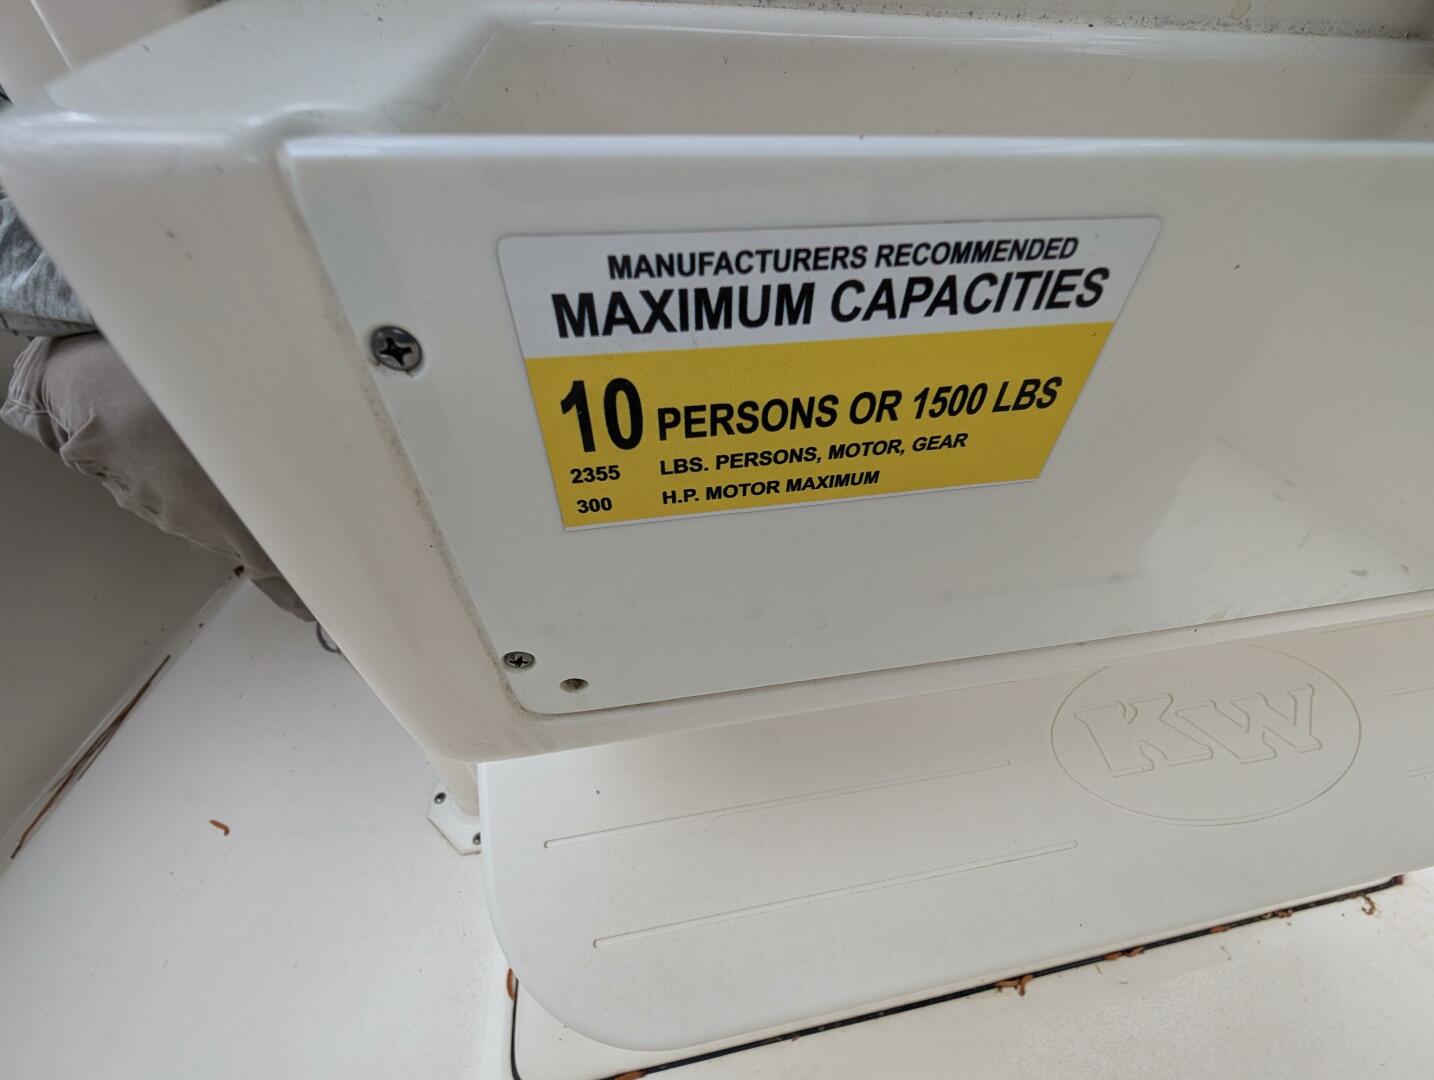 MANUFACTURERS RECOMMENDED
MAXIMUM CAPACITIES
10 PERSONS OR 1500 LBS
2355 LBS. PERSONS, MOTOR, GEAR
300 H.P. MOTOR MAXIMUM
KW